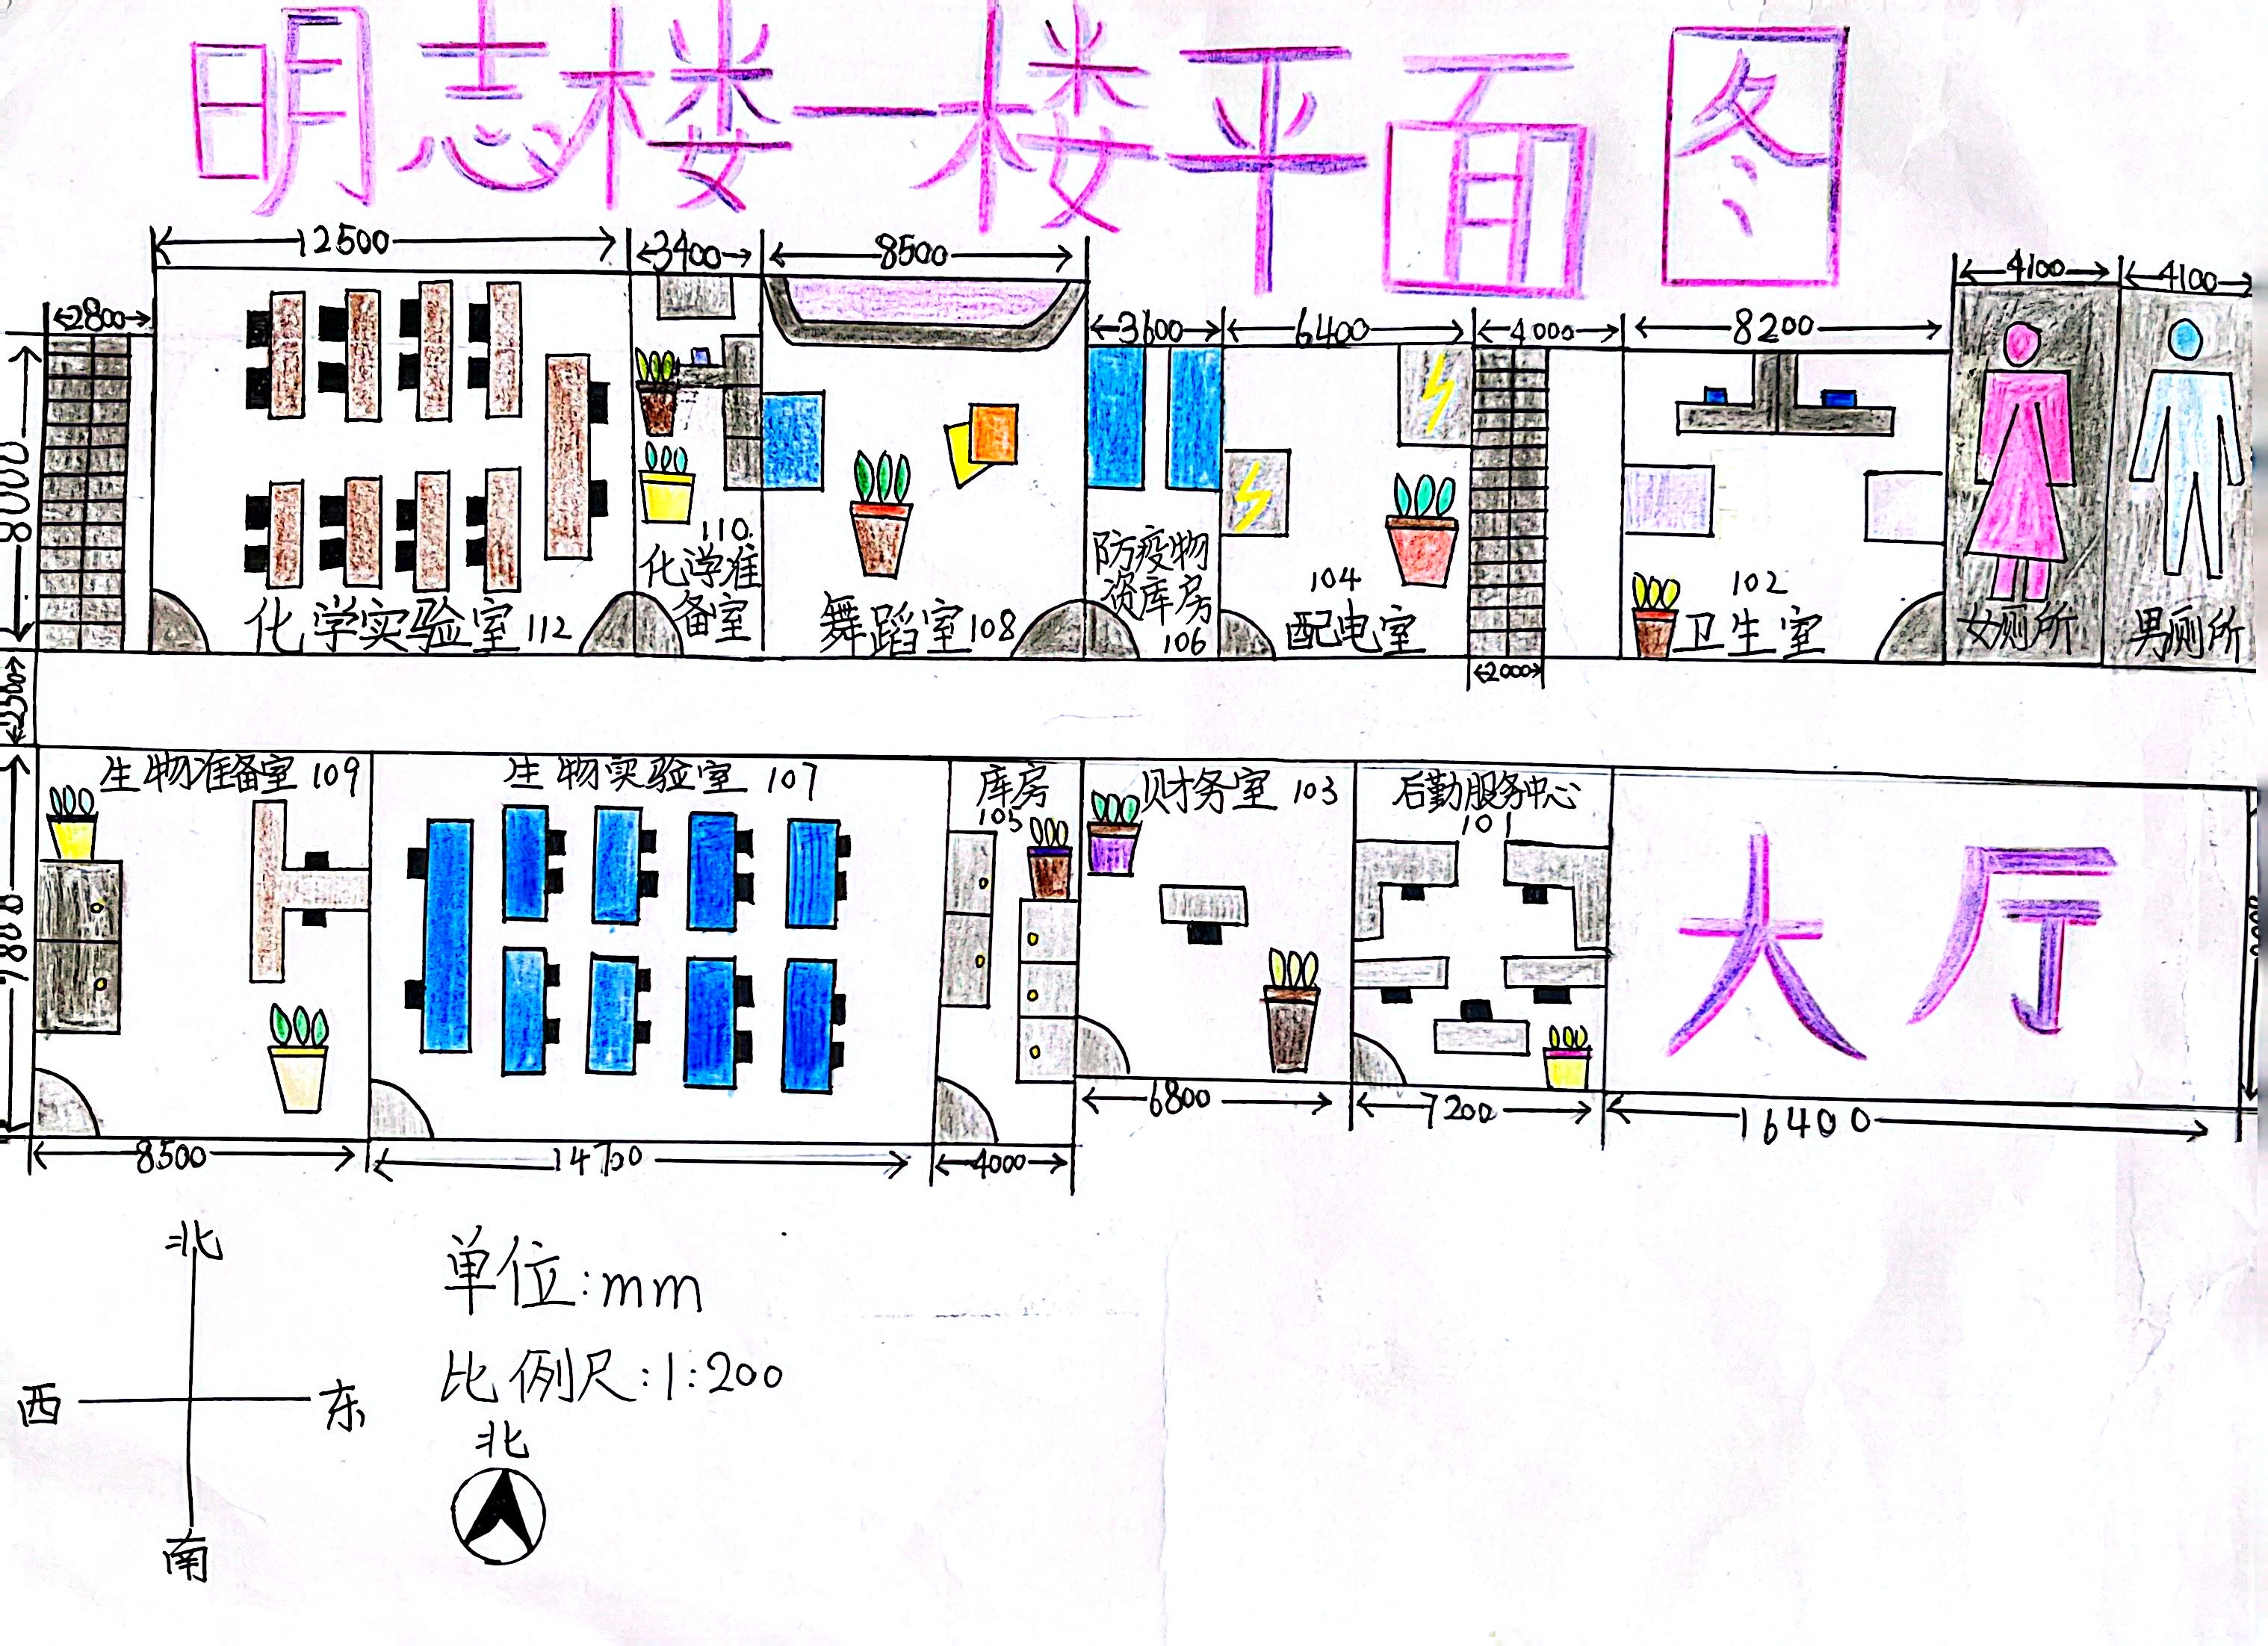 明志楼一楼平面图
12500
3400
8500
4100
4100
2800
3600
6400
4000
8200
8000
110
化学准
备室
防疫物
资库房
106
104
配电室
102
卫生室
化学实验室 112
舞蹈室108
女厕所
男厕所
2000
2500
生物准备室 109
生物实验室 107
库房
105
财务室 103
后勤服务中心
101
大厅
7800
6800
7200
16400
8500
14700
4000
北
西
东
南
单位:mm
比例尺:1:200
北